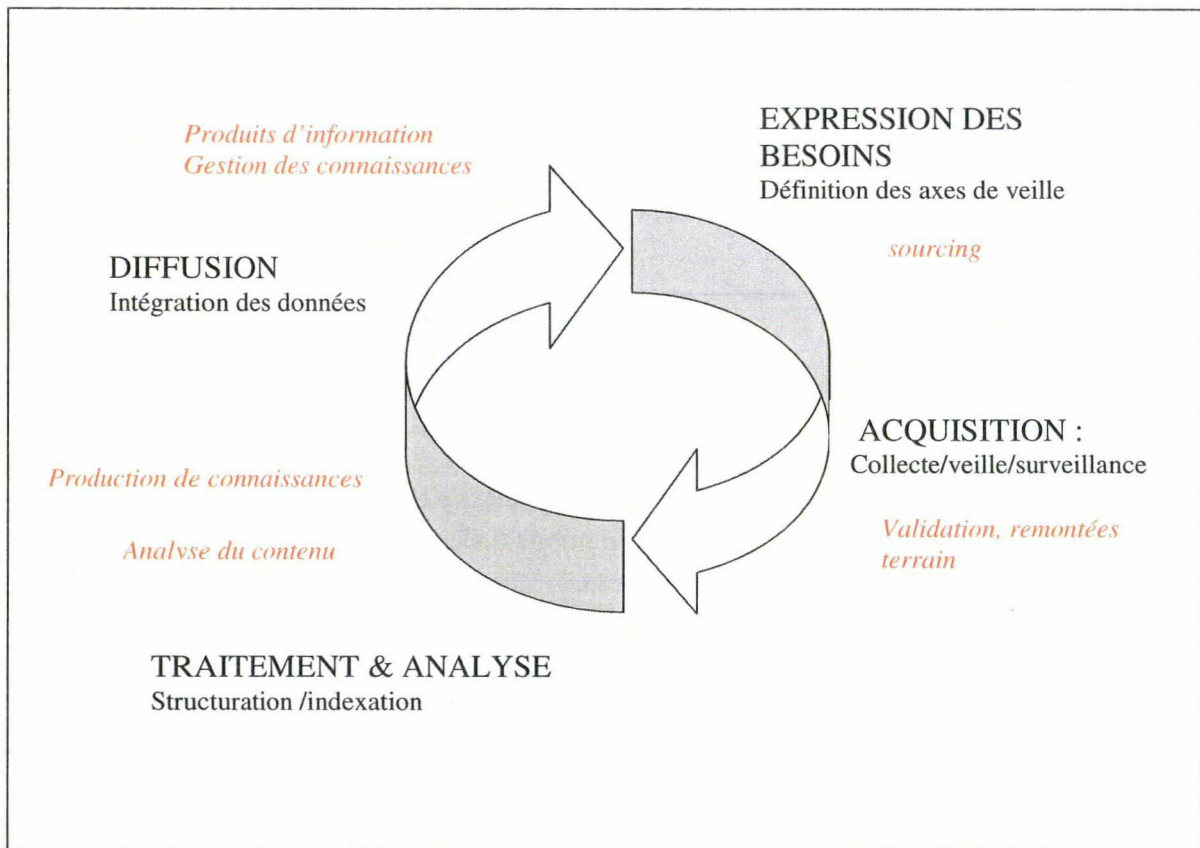 Produits d'information
Gestion des connaissances
EXPRESSION DES
BESOINS
Définition des axes de veille
sourcing
DIFFUSION
Intégration des données
ACQUISITION :
Collecte/veille/surveillance
Production de connaissances
Analyse du contenu
Validation, remontées
terrain
TRAITEMENT & ANALYSE
Structuration /indexation